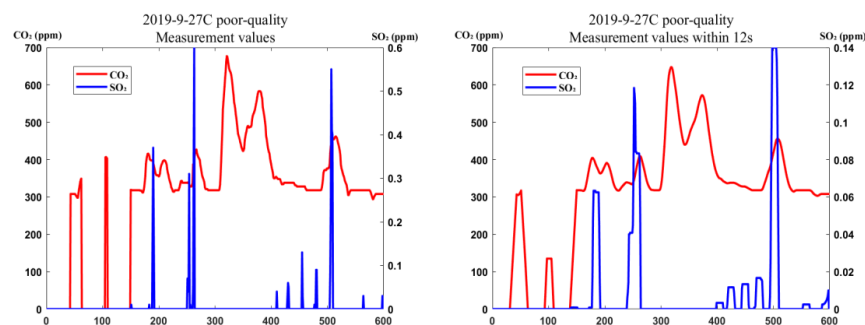 2019-9-27C poor-quality
Measurement values
CO₂ (ppm)
SO₂ (ppm)
700
600
500
400
300
200
100
0
0.6
0.5
0.4
0.3
0.2
0.1
0
CO₂
SO₂
0 100 200 300 400 500 600
2019-9-27C poor-quality
Measurement values within 12s
CO₂ (ppm)
SO₂ (ppm)
700
600
500
400
300
200
100
0
0.14
0.12
0.1
0.08
0.06
0.04
0.02
0
CO₂
SO₂
0 100 200 300 400 500 600